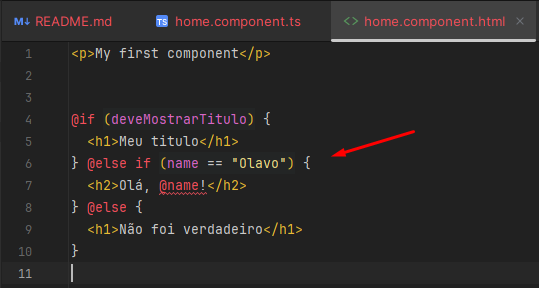 README.md home.component.ts home.component.html
1 <p>My first component</p>
2
3
4 @if (deveMostrarTitulo) {
5 <h1>Meu titulo</h1>
6 } @else if (name == "Olavo") {
7 <h2>Olá, @name!</h2>
8 } @else {
9 <h1>Não foi verdadeiro</h1>
10 }
11